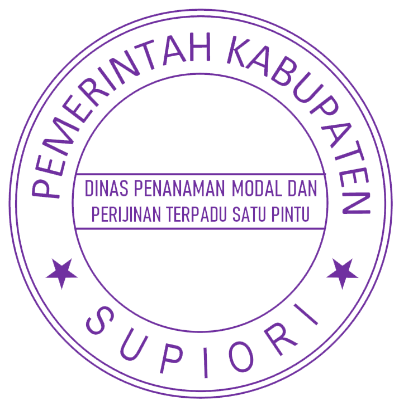 PEMERINTAH KABUPATEN
DINAS PENANAMAN MODAL DAN
PERIJINAN TERPADU SATU PINTU
SUPIORI